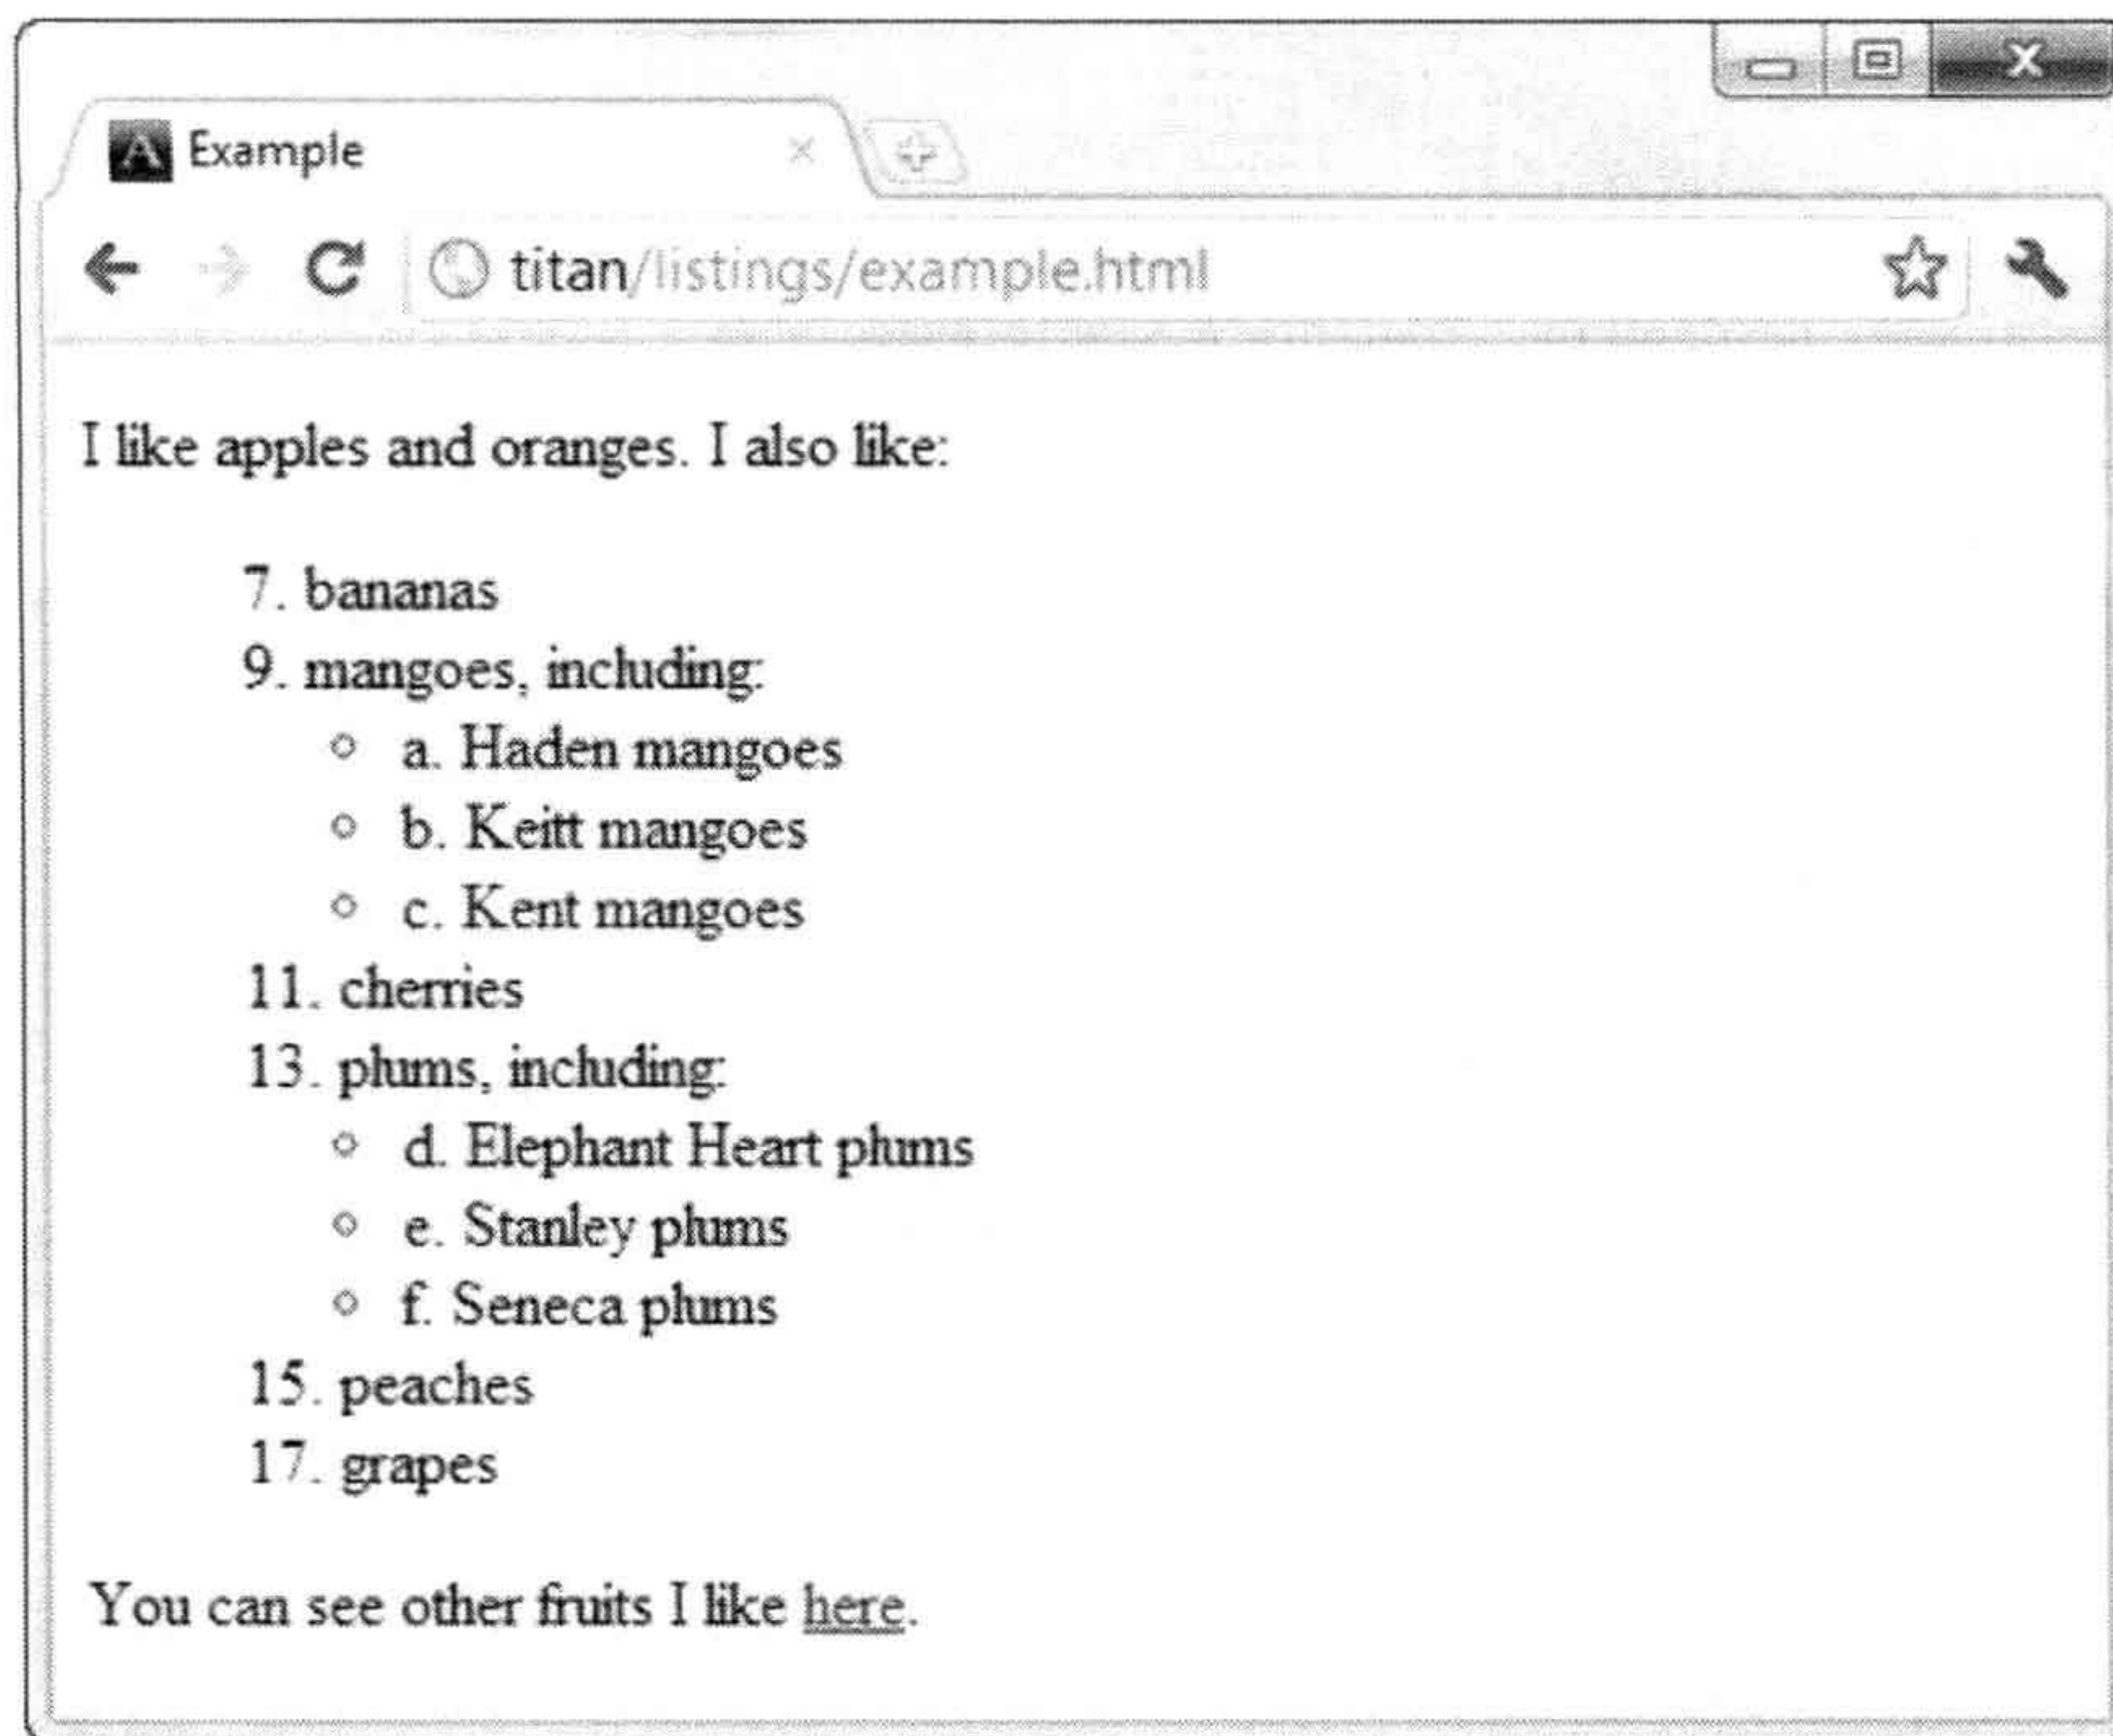 Example
titan/listings/example.html
I like apples and oranges. I also like:
7. bananas
9. mangoes, including:
a. Haden mangoes
b. Keitt mangoes
c. Kent mangoes
11. cherries
13. plums, including:
d. Elephant Heart plums
e. Stanley plums
f. Seneca plums
15. peaches
17. grapes
You can see other fruits I like here.